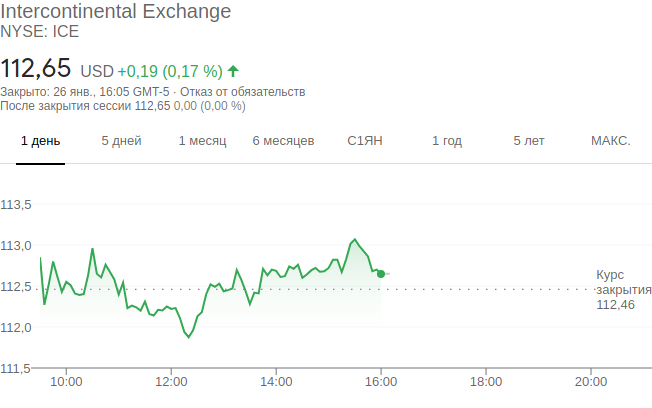 Intercontinental Exchange
NYSE: ICE
112,65 USD +0,19 (0,17 %)
Закрыто: 26 янв., 16:05 GMT-5 · Отказ от обязательств
После закрытия сессии 112,65 0,00 (0,00 %)
1 день 5 дней 1 месяц 6 месяцев С1ЯН 1 год 5 лет МАКС.
113,5
113,0
112,5
112,0
111,5
Курс
закрытия
112,46
10:00 12:00 14:00 16:00 18:00 20:00